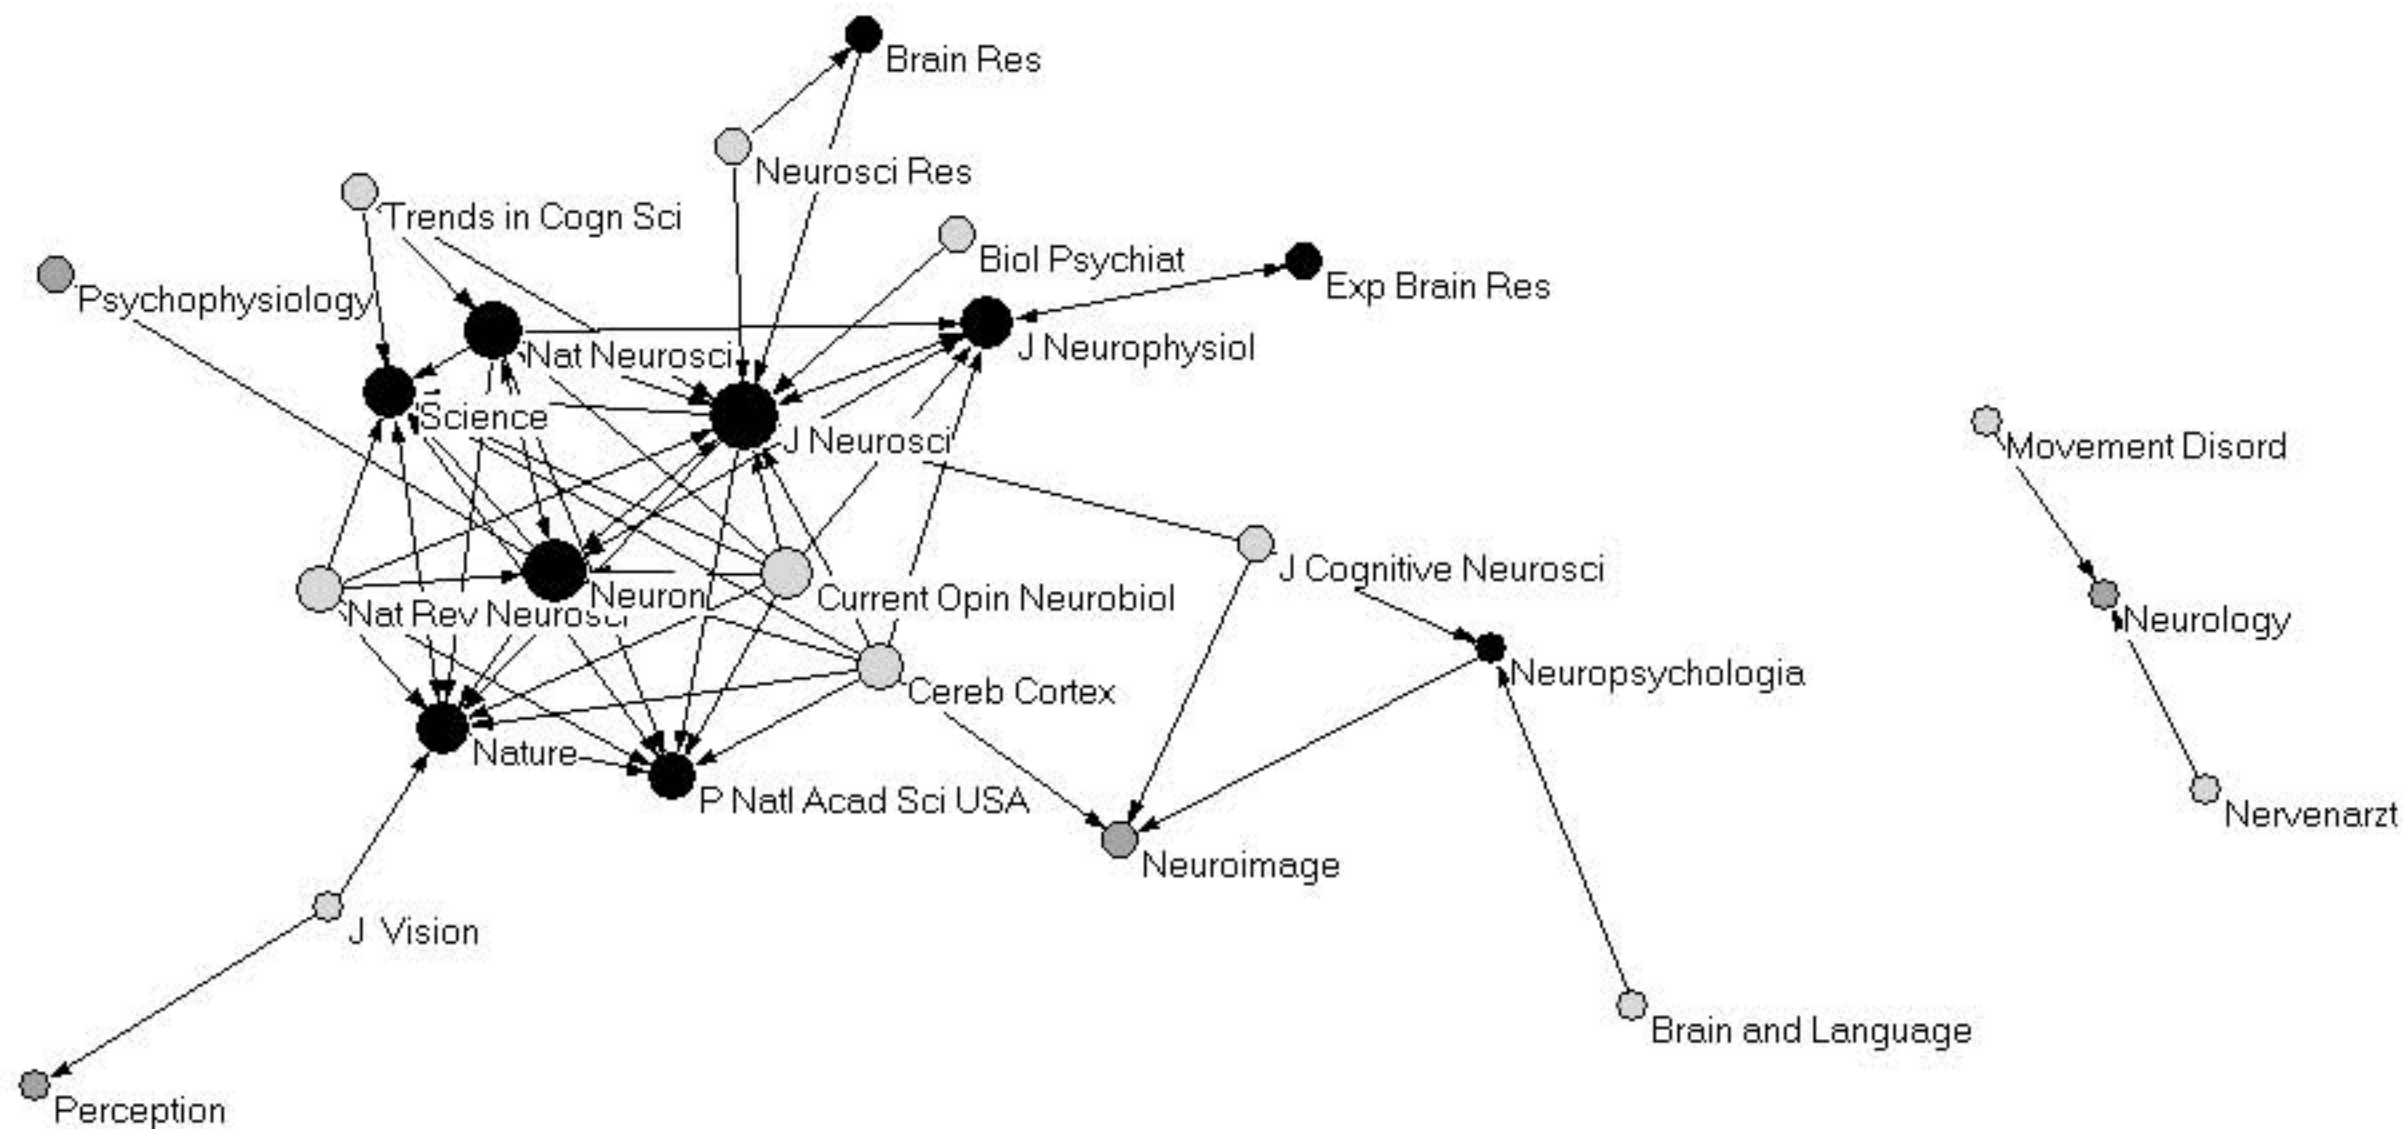 Brain Res
Neurosci Res
Trends in Cogn Sci
Biol Psychiat
Psychophysiology
Exp Brain Res
Nat Neurosci
J Neurophysiol
Science
J Neurosci
Movement Disord
J Cognitive Neurosci
Neuron
Current Opin Neurobiol
Nat Rev Neurosci
Neurology
Neuropsychologia
Cereb Cortex
Nature
P Natl Acad Sci USA
Nervenarzt
Neuroimage
J Vision
Brain and Language
Perception